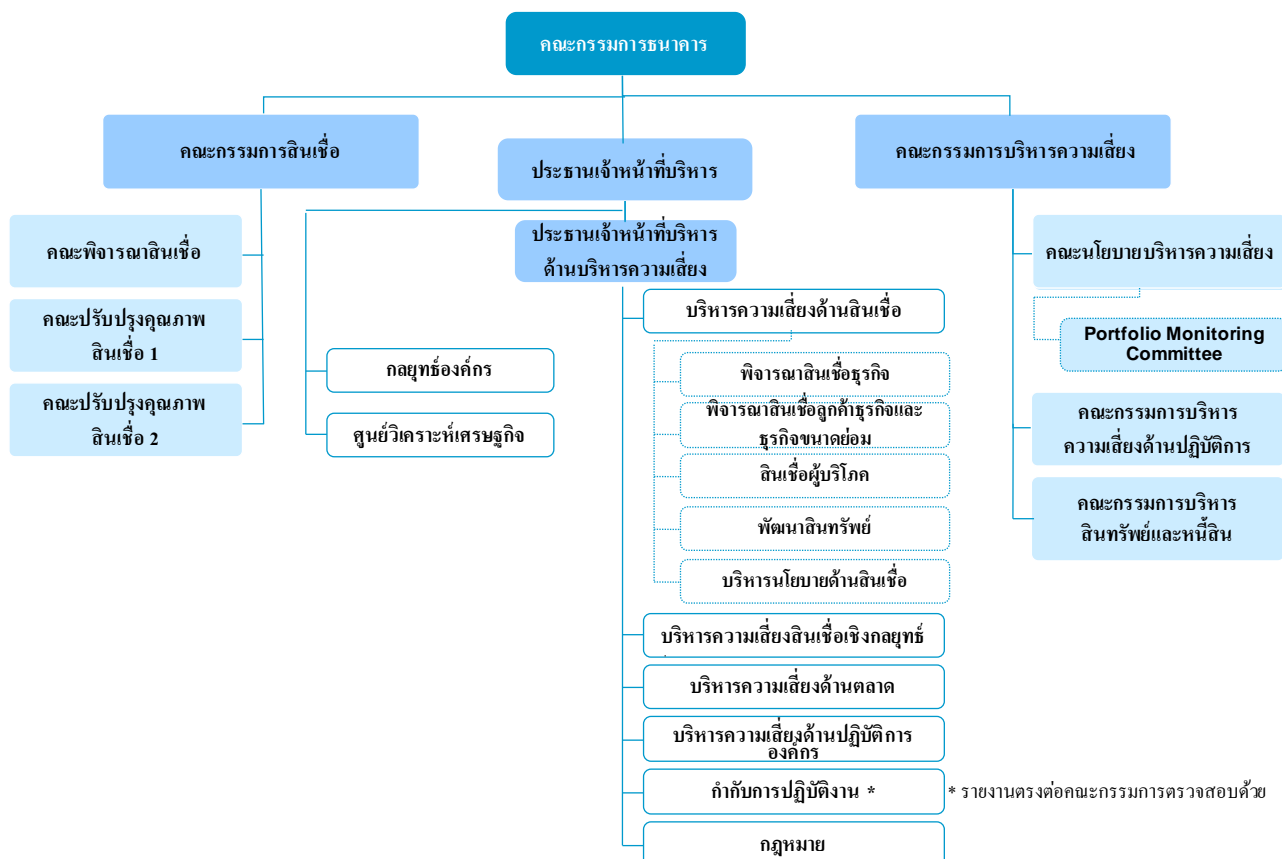 คณะกรรมการธนาคาร
คณะกรรมการสินเชื่อ
ประธานเจ้าหน้าที่บริหาร
คณะกรรมการบริหารความเสี่ยง
คณะพิจารณาสินเชื่อ
คณะปรับปรุงคุณภาพ
สินเชื่อ 1
คณะปรับปรุงคุณภาพ
สินเชื่อ 2
ประธานเจ้าหน้าที่บริหาร
ด้านบริหารความเสี่ยง
กลยุทธ์องค์กร
ศูนย์วิเคราะห์เศรษฐกิจ
บริหารความเสี่ยงด้านสินเชื่อ
พิจารณาสินเชื่อธุรกิจ
พิจารณาสินเชื่อลูกค้าธุรกิจและ
ธุรกิจขนาดย่อม
สินเชื่อผู้บริโภค
พัฒนาสินทรัพย์
บริหารนโยบายด้านสินเชื่อ
บริหารความเสี่ยงสินเชื่อเชิงกลยุทธ์
บริหารความเสี่ยงด้านตลาด
บริหารความเสี่ยงด้านปฏิบัติการ
องค์กร
กำกับการปฏิบัติงาน *
* รายงานตรงต่อคณะกรรมการตรวจสอบด้วย
กฎหมาย
คณะนโยบายบริหารความเสี่ยง
Portfolio Monitoring
Committee
คณะกรรมการบริหาร
ความเสี่ยงด้านปฏิบัติการ
คณะกรรมการบริหาร
สินทรัพย์และหนี้สิน